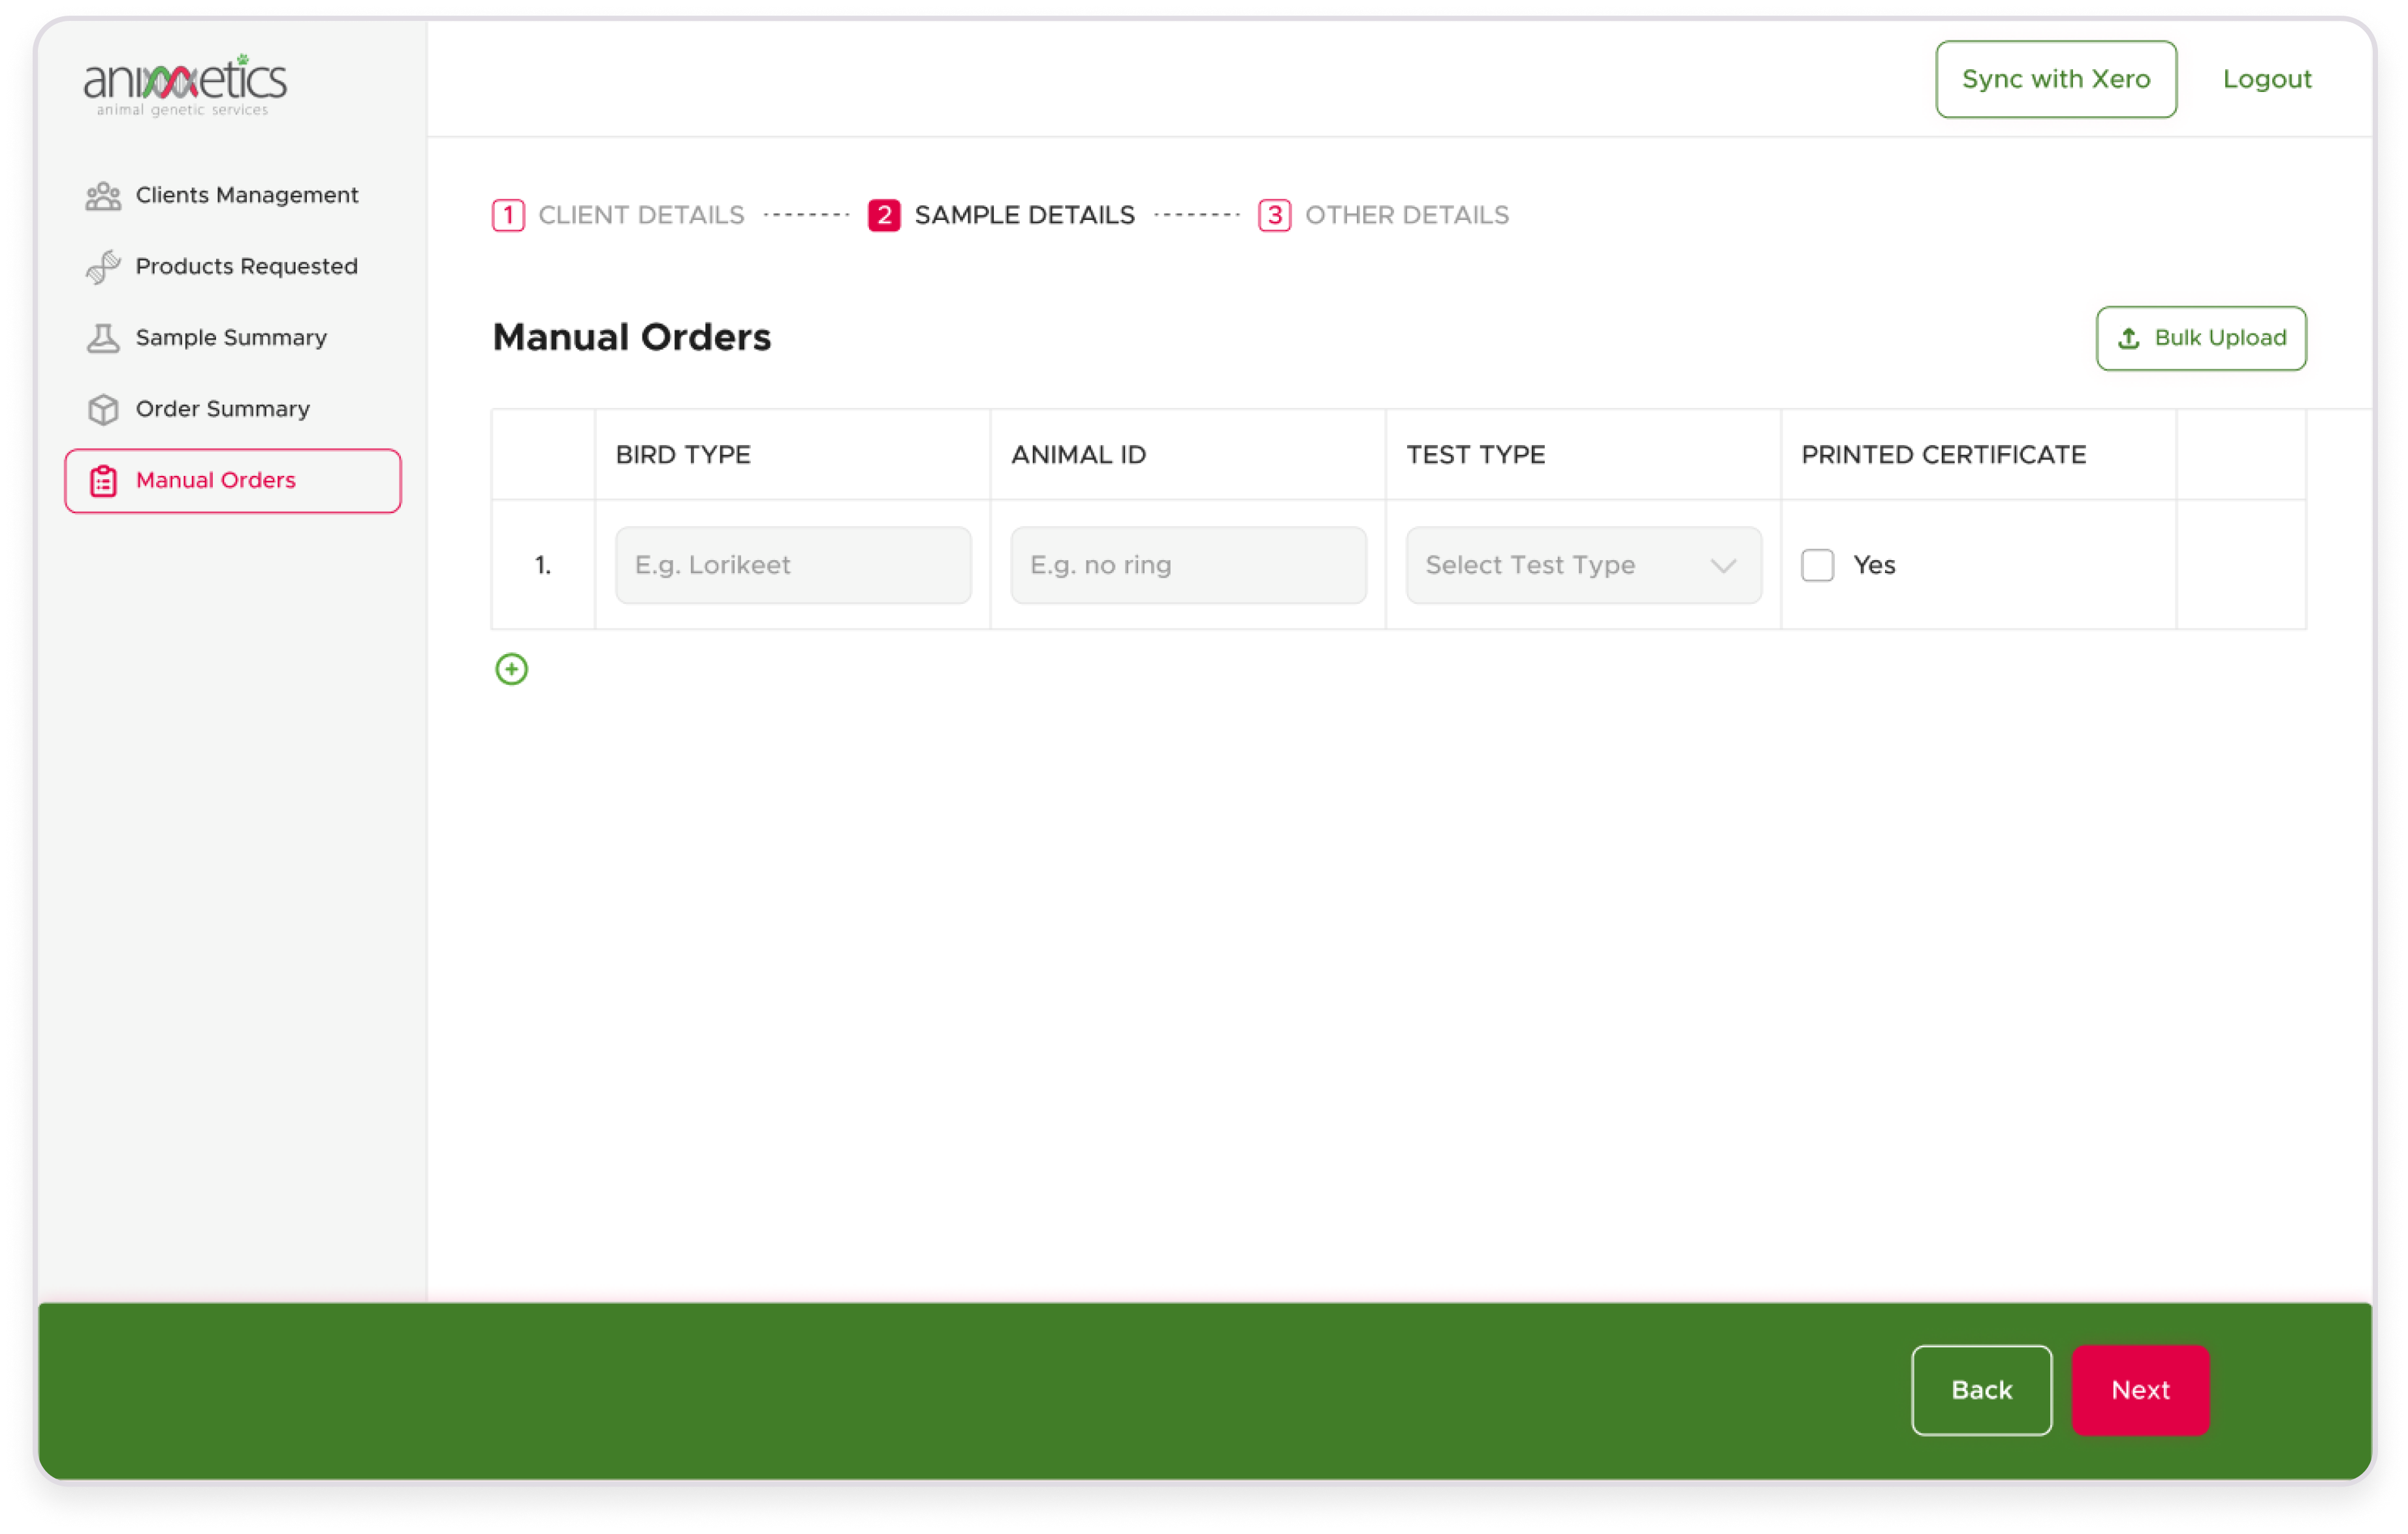 animetics
animal genetic services
Sync with Xero
Logout
Clients Management
Products Requested
Sample Summary
Order Summary
Manual Orders
1 CLIENT DETAILS
2 SAMPLE DETAILS
3 OTHER DETAILS
Manual Orders
Bulk Upload
BIRD TYPE
ANIMAL ID
TEST TYPE
PRINTED CERTIFICATE
1.
E.g. Lorikeet
E.g. no ring
Select Test Type
Yes
Back
Next